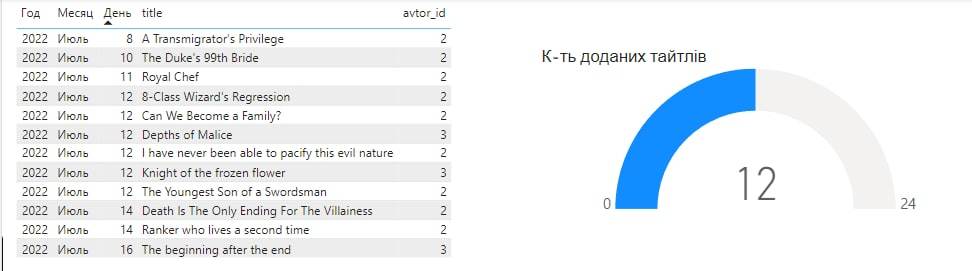 Год Месяц День title avtor_id
2022 Июль 8 A Transmigrator's Privilege 2
2022 Июль 10 The Duke's 99th Bride 2
2022 Июль 11 Royal Chef 2
2022 Июль 12 8-Class Wizard's Regression 2
2022 Июль 12 Can We Become a Family? 2
2022 Июль 12 Depths of Malice 3
2022 Июль 12 I have never been able to pacify this evil nature 2
2022 Июль 12 Knight of the frozen flower 3
2022 Июль 12 The Youngest Son of a Swordsman 2
2022 Июль 14 Death Is The Only Ending For The Villainess 2
2022 Июль 14 Ranker who lives a second time 2
2022 Июль 16 The beginning after the end 3
К-ть доданих тайтлів
12
0 24